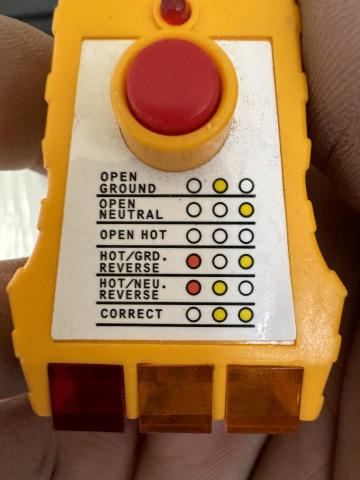 OPEN
GROUND
OPEN
NEUTRAL
OPEN HOT
HOT/GRD.
REVERSE
HOT/NEU.
REVERSE
CORRECT